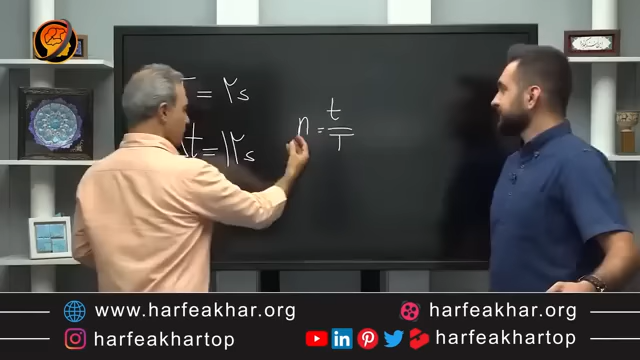 = ۲s
t = ۱۲s
n = t/T
www.harfeakhar.org
harfeakhar.org
harfeakhartop
harfeakhartop